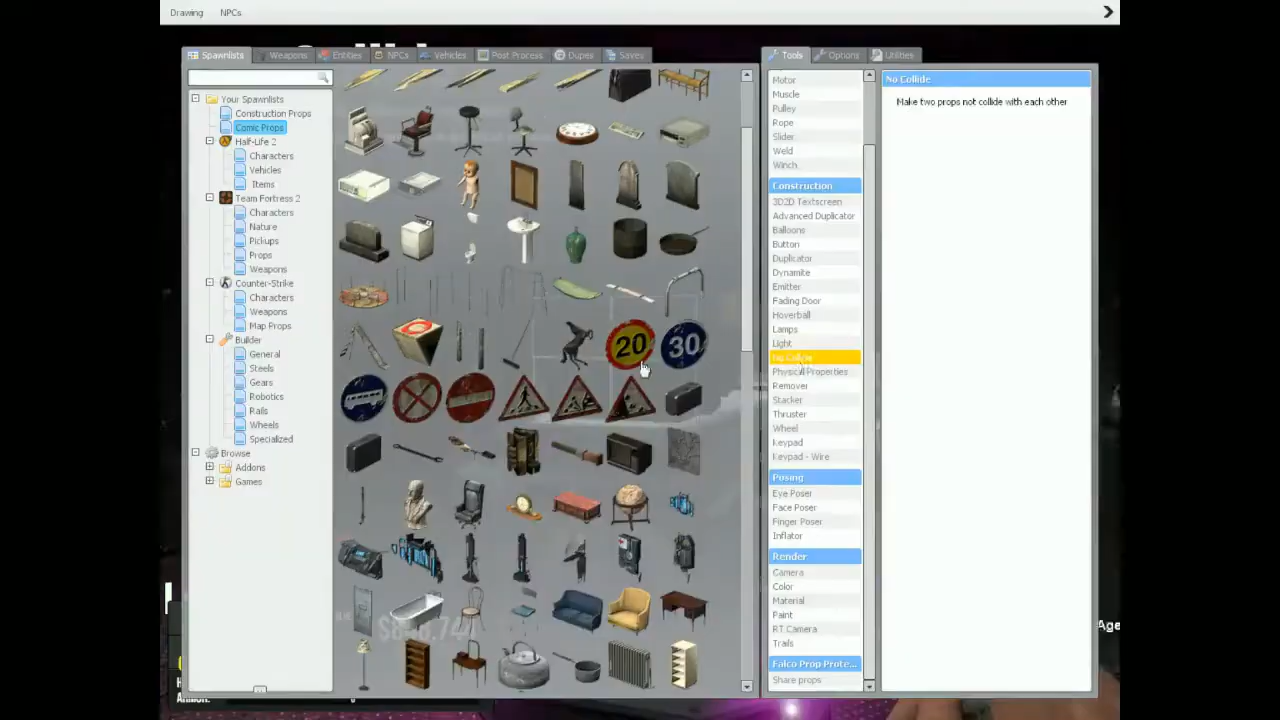 Drawing NPCs
Spawnlists Weapons Entities NPCs Vehicles Post Process Dupes Saves
Tools Options Utilities
Your Spawnlists
Construction Props
Comic Props
Half-Life 2
Characters
Vehicles
Items
Team Fortress 2
Characters
Nature
Pickups
Props
Weapons
Counter-Strike
Characters
Weapons
Map Props
Builder
General
Steels
Gears
Robotics
Rails
Wheels
Specialized
Browse
Addons
Games
20 30
Motor
Muscle
Pulley
Rope
Slider
Weld
Winch
Construction
3D2D Textscreen
Advanced Duplicator
Balloons
Button
Duplicator
Dynamite
Emitter
Fading Door
Hoverball
Lamps
Light
No Collide
Physical Properties
Remover
Stacker
Thruster
Wheel
Keypad
Keypad - Wire
Posing
Eye Poser
Face Poser
Finger Poser
Inflator
Render
Camera
Color
Material
Paint
RT Camera
Trails
Falco Prop Prote...
Share props
No Collide
Make two props not collide with each other
Age